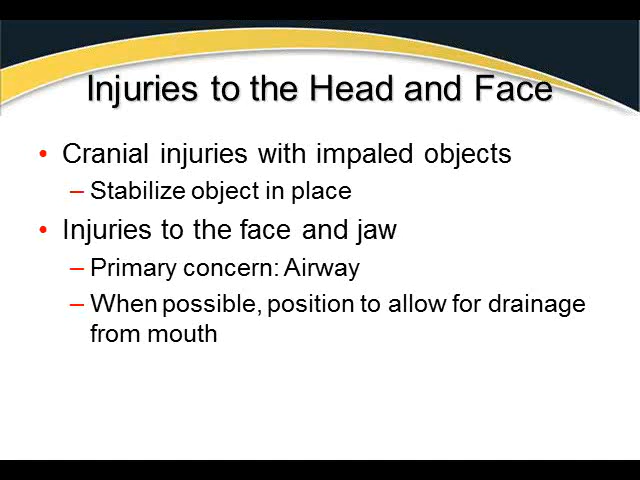 Injuries to the Head and Face
• Cranial injuries with impaled objects
– Stabilize object in place
• Injuries to the face and jaw
– Primary concern: Airway
– When possible, position to allow for drainage
from mouth